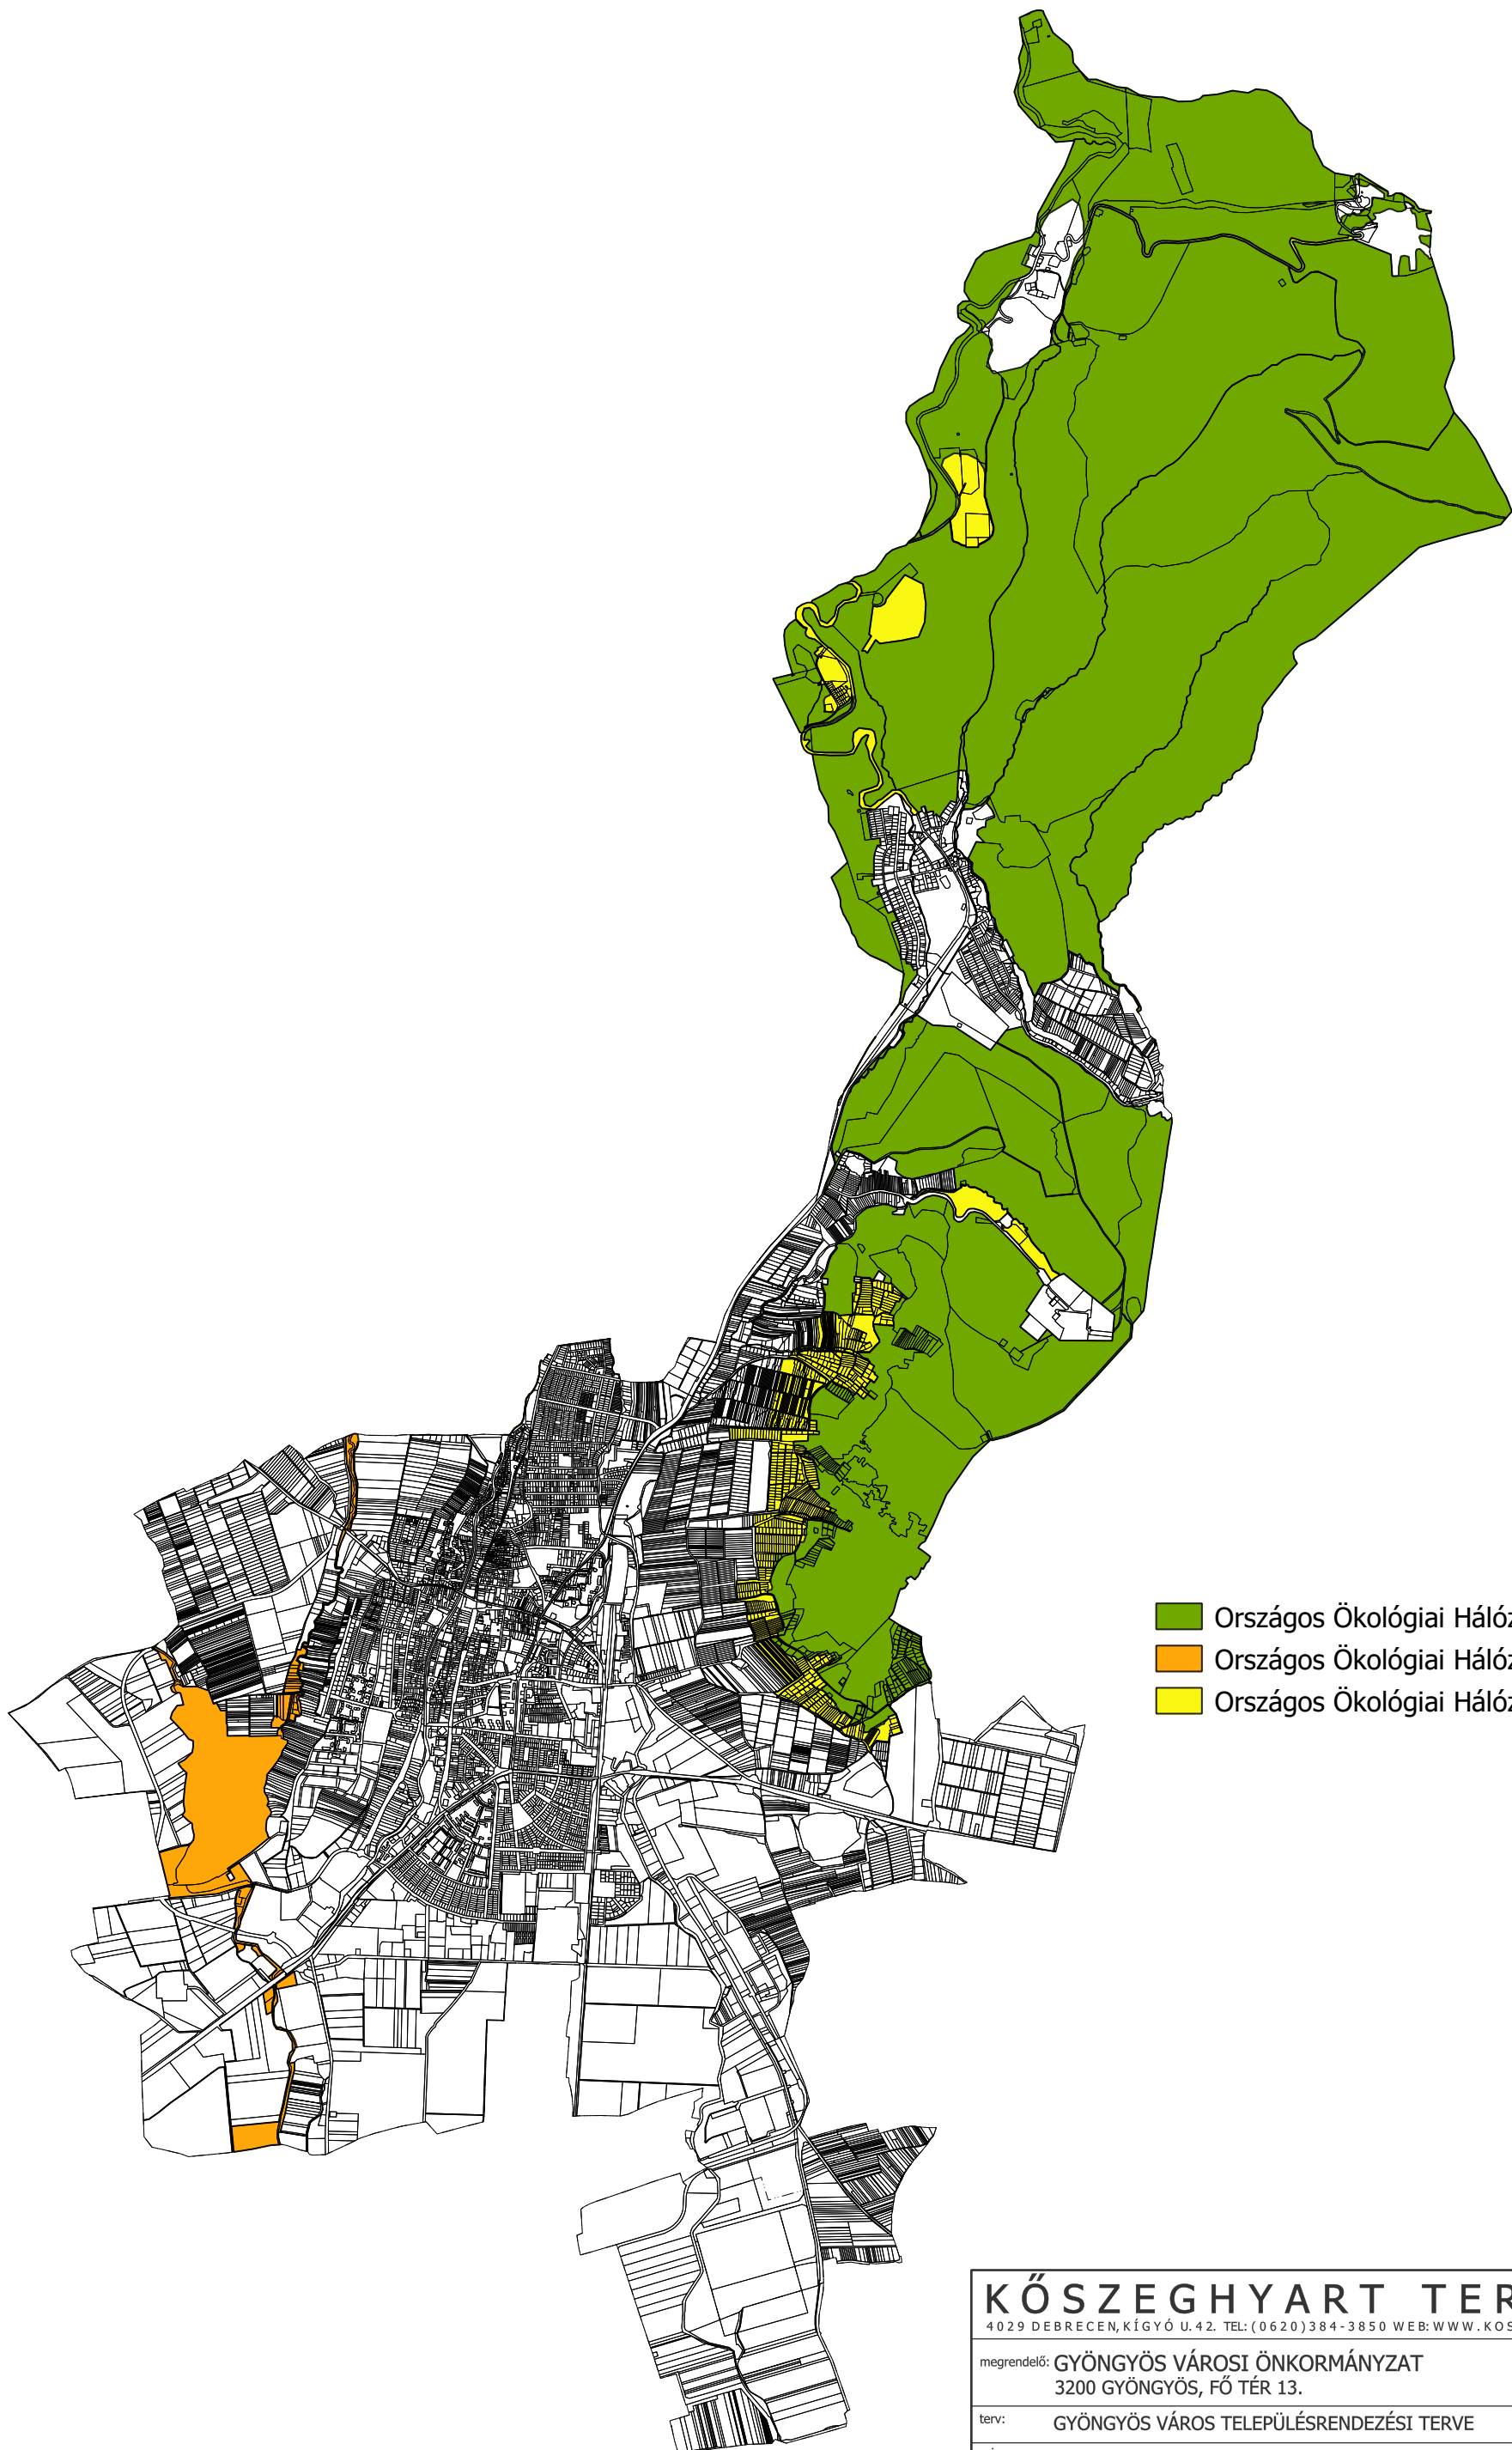 Országos Ökológiai Hálóz
Országos Ökológiai Hálóz
Országos Ökológiai Hálóz
KŐSZEGHYART TER
4029 DEBRECEN, KÍGYÓ U. 42. TEL: (0620)384-3850 WEB: WWW.KOS
megrendelő: GYÖNGYÖS VÁROSI ÖNKORMÁNYZAT
3200 GYÖNGYÖS, FŐ TÉR 13.
terv: GYÖNGYÖS VÁROS TELEPÜLÉSRENDEZÉSI TERVE